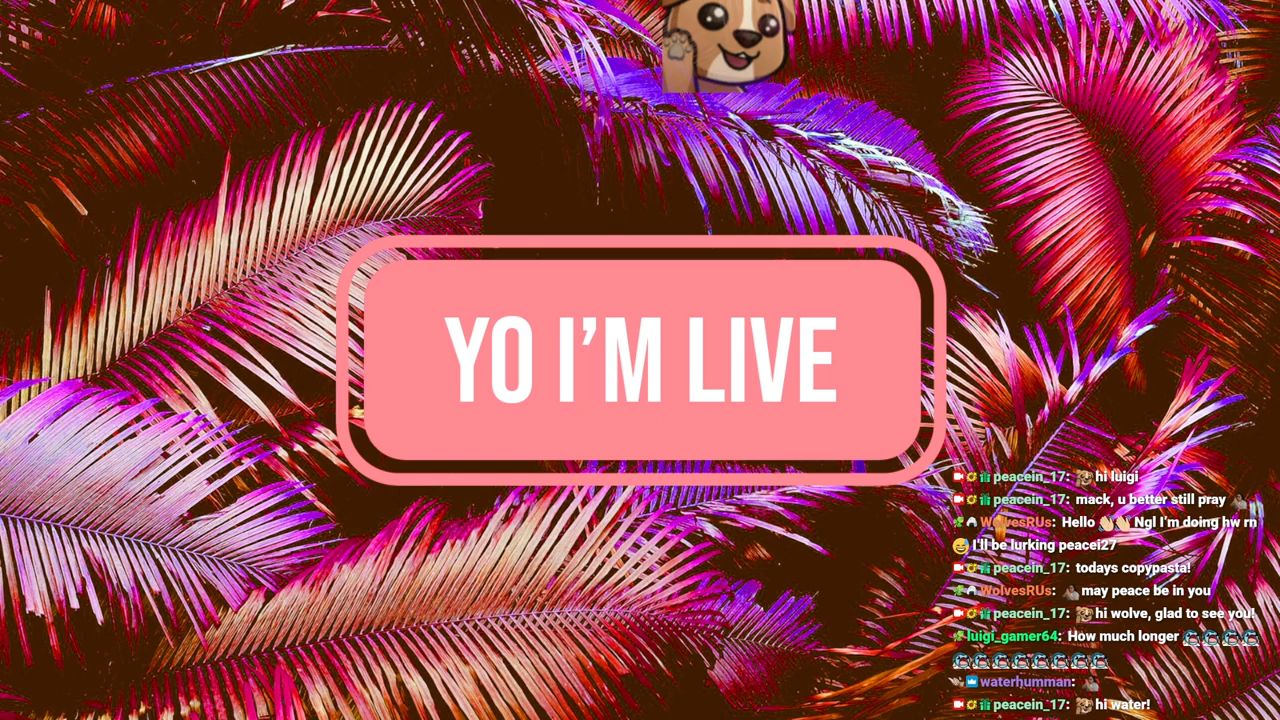 YO I’M LIVE
peacein_17: hi luigi
peacein_17: mack, u better still pray
WolvesRUs: Hello Ngl I'm doing hw rn
I'll be lurking peacei27
peacein_17: todays copypasta!
WolvesRUs: may peace be in you
peacein_17: hi wolve, glad to see you!
luigi_gamer64: How much longer
waterhumman:
peacein_17: hi water!